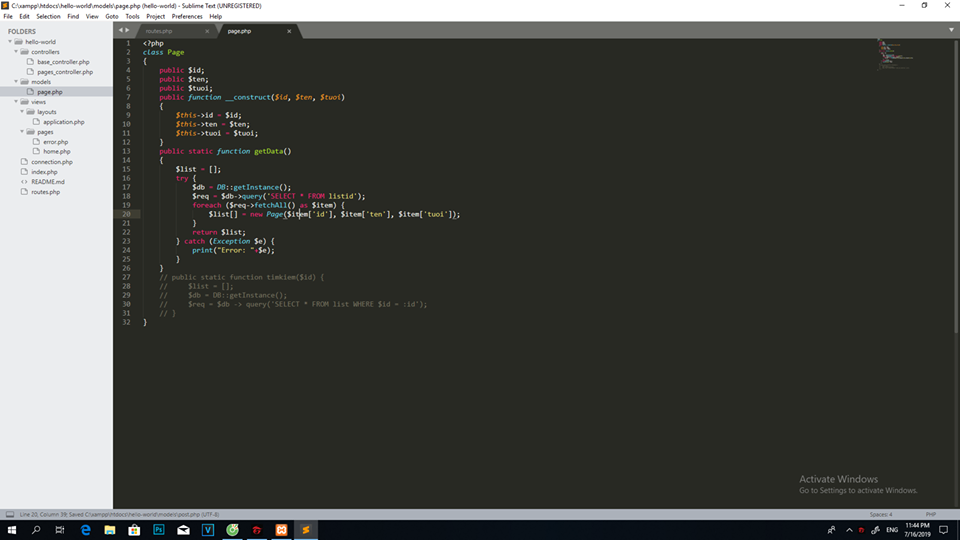 C:\xampp\htdocs\hello-world\models\page.php (hello-world) - Sublime Text (UNREGISTERED)
File Edit Selection Find View Goto Tools Project Preferences Help
FOLDERS
hello-world
controllers
base_controller.php
pages_controller.php
models
page.php
views
layouts
application.php
pages
error.php
home.php
connection.php
index.php
README.md
routes.php
routes.php × page.php ×
1 <?php
2 class Page
3 {
4 public $id;
5 public $ten;
6 public $tuoi;
7 public function __construct($id, $ten, $tuoi)
8 {
9 $this->id = $id;
10 $this->ten = $ten;
11 $this->tuoi = $tuoi;
12 }
13 public static function getData()
14 {
15 $list = [];
16 try {
17 $db = DB::getInstance();
18 $req = $db->query('SELECT * FROM listid');
19 foreach ($req->fetchAll() as $item) {
20 $list[] = new Page($item['id'], $item['ten'], $item['tuoi']);
21 }
22 return $list;
23 } catch (Exception $e) {
24 print("Error: "+$e);
25 }
26 }
27 // public static function timkiem($id) {
28 // $list = [];
29 // $db = DB::getInstance();
30 // $req = $db -> query('SELECT * FROM list WHERE $id = :id');
31 // }
32 }
Activate Windows
Go to Settings to activate Windows.
Line 20, Column 39; Saved C:\xampp\htdocs\hello-world\models\post.php (UTF-8) Spaces: 4 PHP
ENG 11:44 PM
7/16/2019